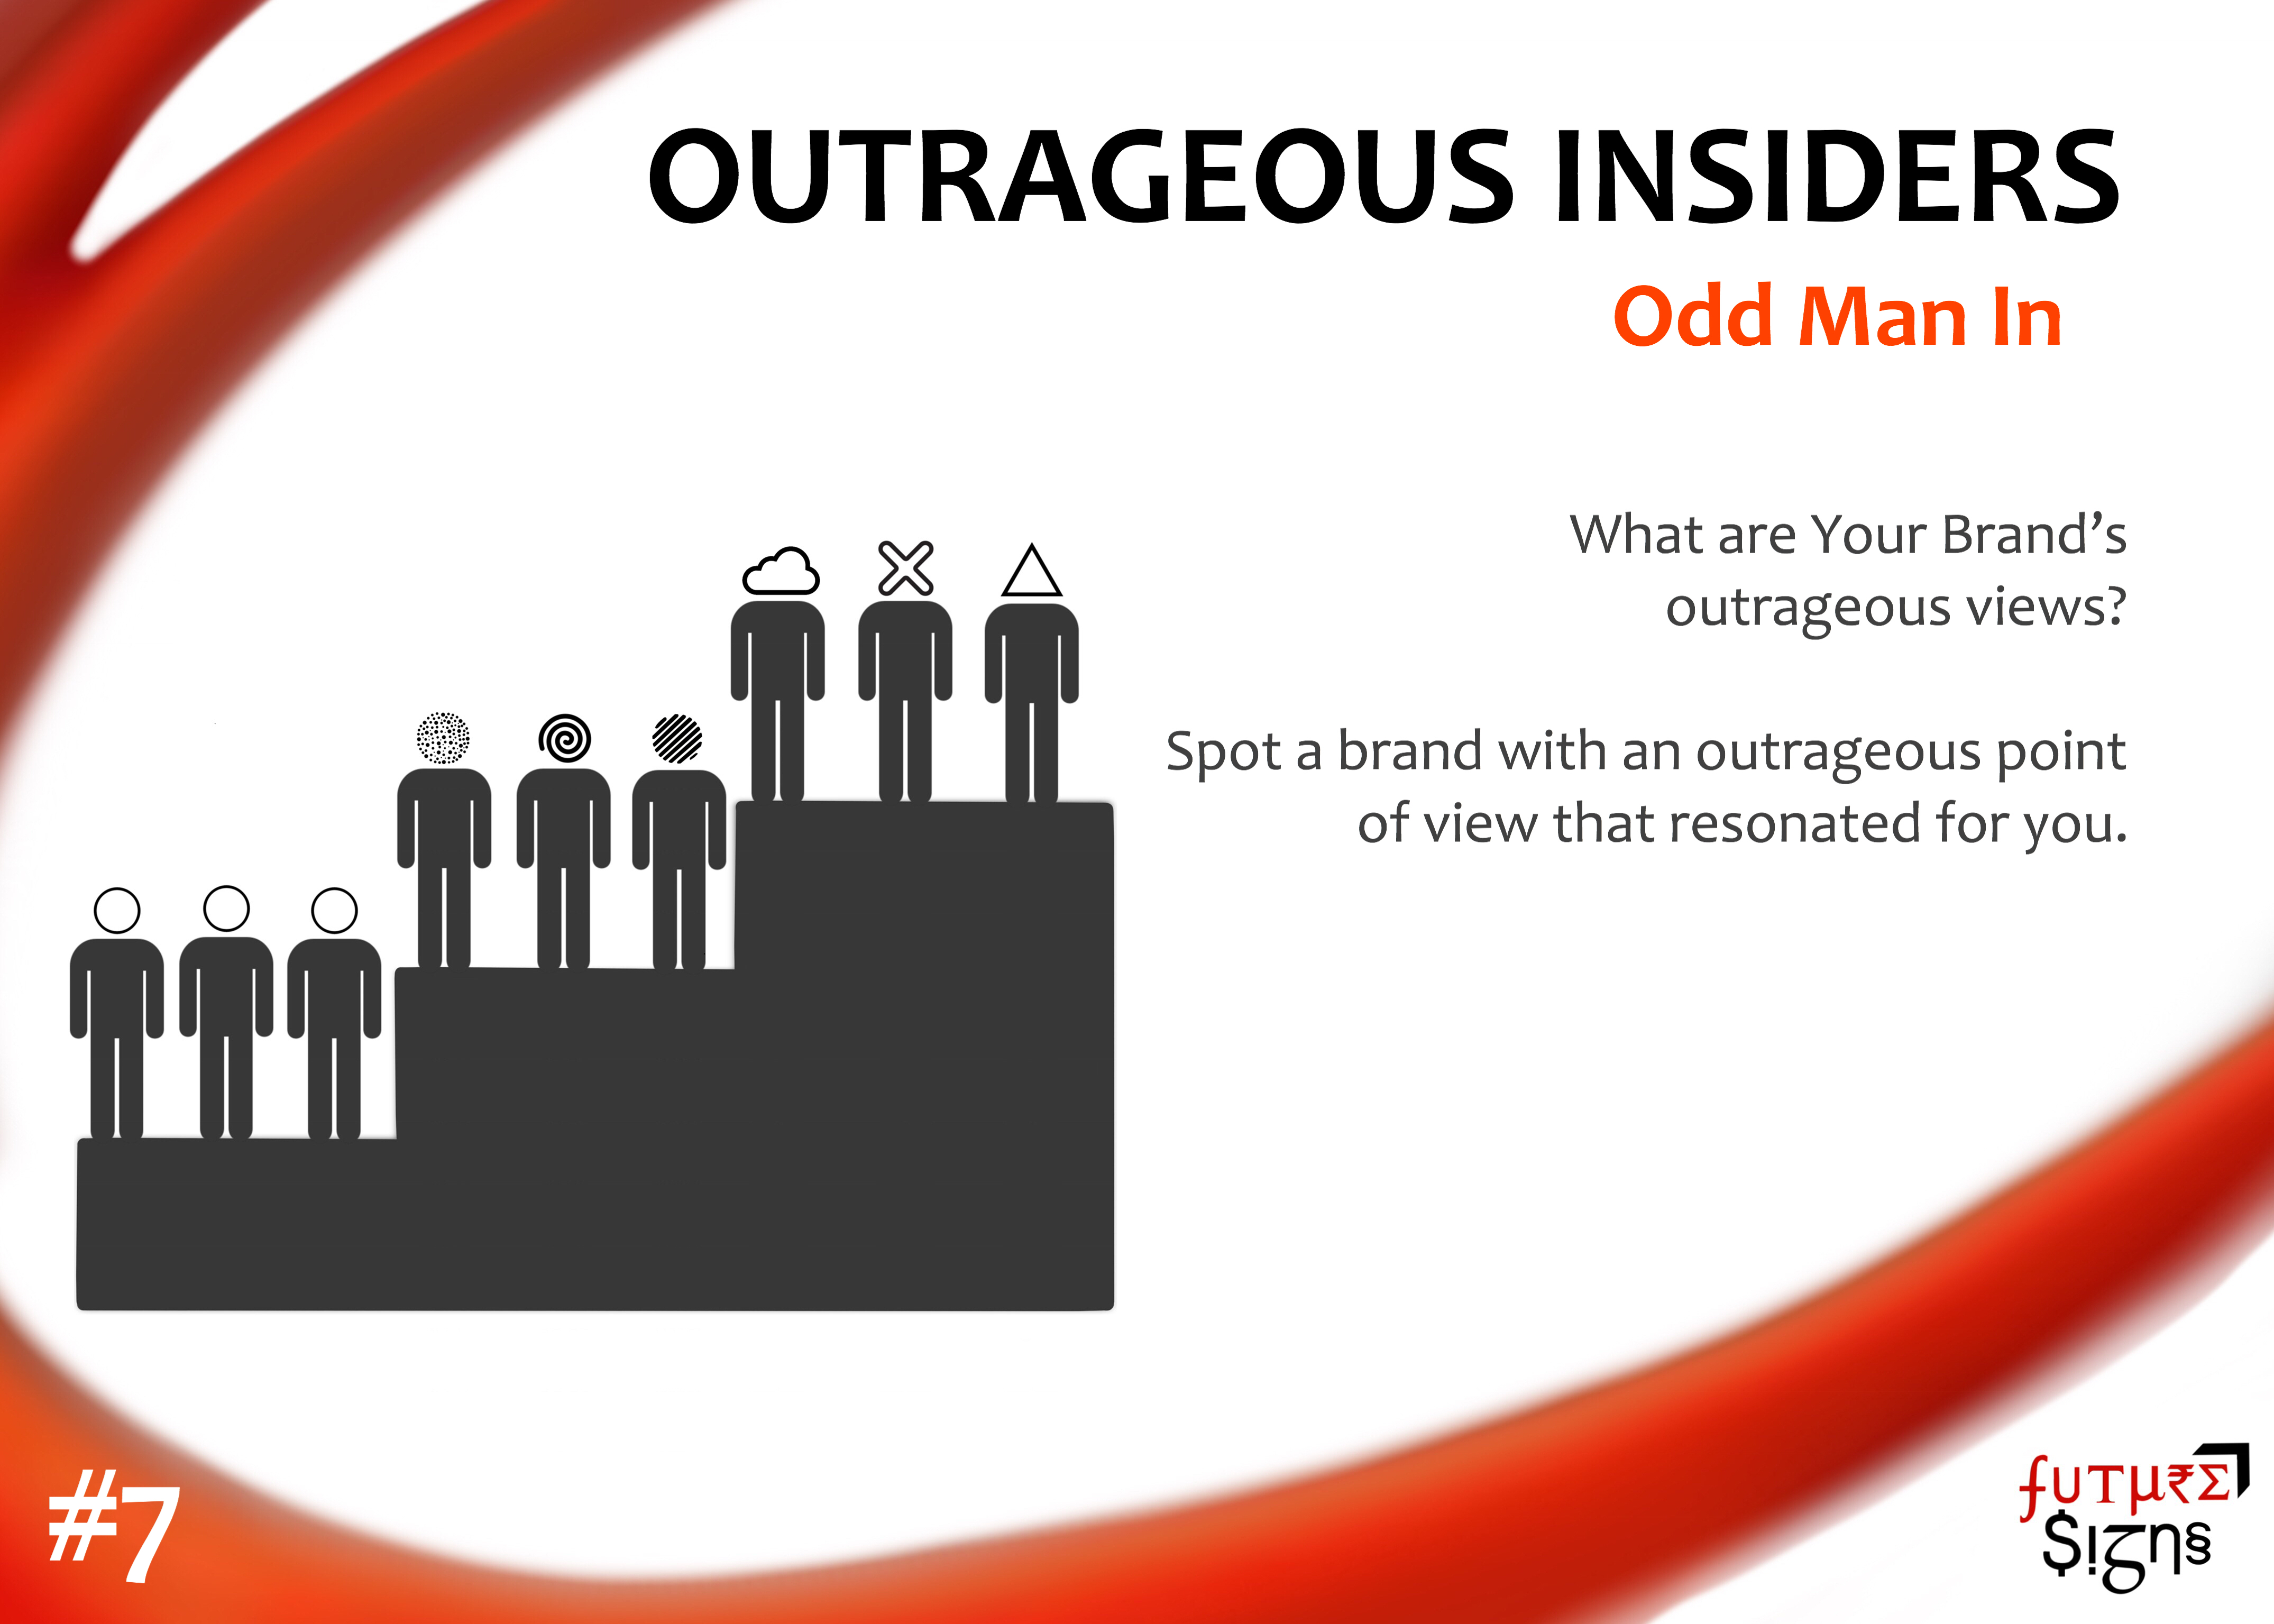 OUTRAGEOUS INSIDERS
Odd Man In
What are Your Brand’s
outrageous views?
Spot a brand with an outrageous point
of view that resonated for you.
#7
ƒUTµ₹Σ
$!ȜηS